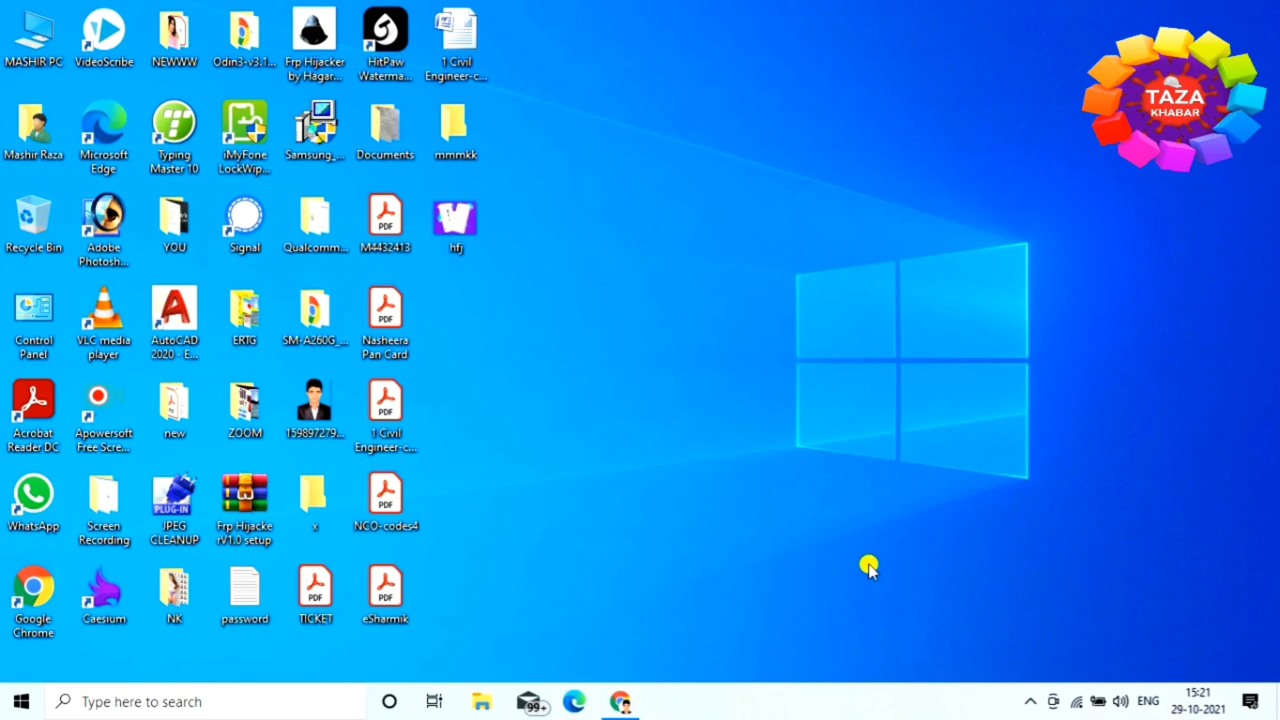 MASHIR PC
VideoScribe
NEWWW
Odin3-v3.1...
Frp Hijacker
by Hagar...
HitPaw
Waterma...
1 Civil
Engineer-c...
Mashir Raza
Microsoft
Edge
Typing
Master 10
iMyFone
LockWip...
Samsung_...
Documents
mmmkk
Recycle Bin
Adobe
Photosh...
YOU
Signal
Qualcomm...
PDF
M4432413
hfj
Control
Panel
VLC media
player
AutoCAD
2020 - E...
ERTG
SM-A260G_...
PDF
Nasheera
Pan Card
Acrobat
Reader DC
Apowersoft
Free Scre...
new
ZOOM
159897279...
PDF
1 Civil
Engineer-c...
WhatsApp
Screen
Recording
PLUG-IN
JPEG
CLEANUP
Frp Hijacke
rV1.0 setup
x
PDF
NCO-codes4
Google
Chrome
Caesium
NK
password
PDF
TICKET
PDF
eSharmik
TAZA
KHABAR
Type here to search
99+
ENG
15:21
29-10-2021